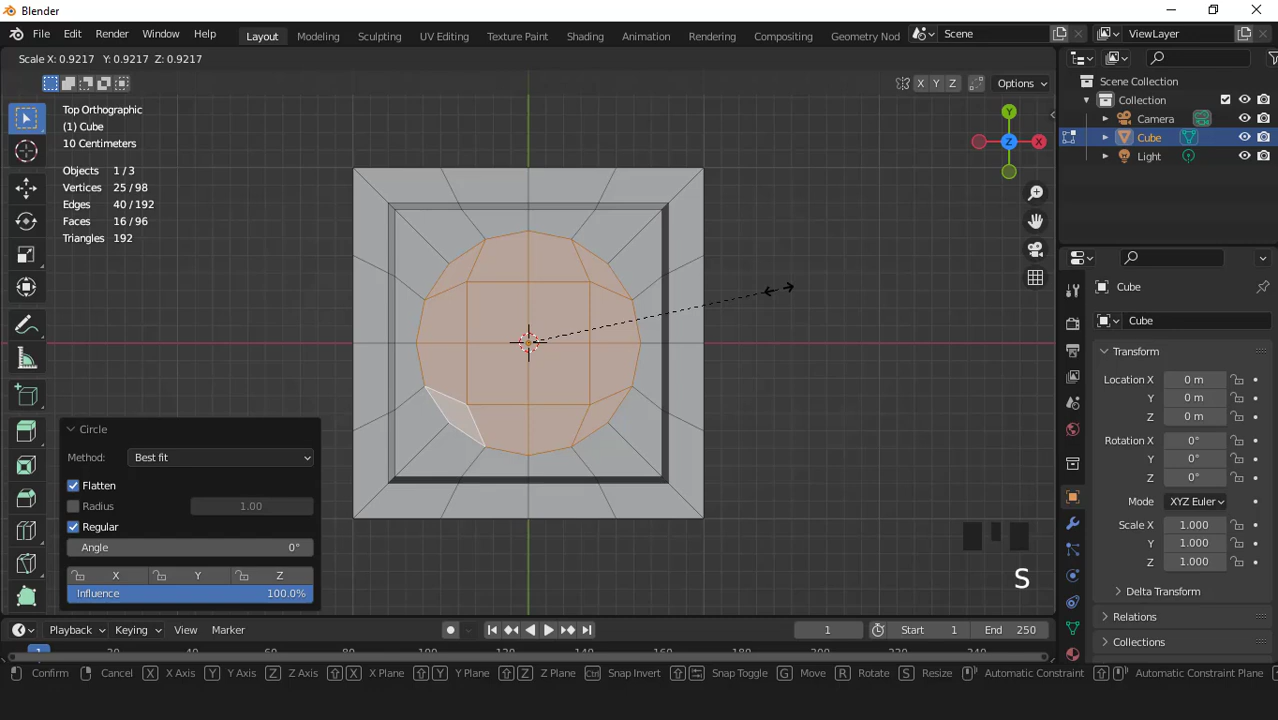 Blender
File Edit Render Window Help Layout Modeling Sculpting UV Editing Texture Paint Shading Animation Rendering Compositing Geometry Nod Scene ViewLayer
Scale X: 0.9217 Y: 0.9217 Z: 0.9217
X Y Z Options
Top Orthographic
(1) Cube
10 Centimeters
Objects 1 / 3
Vertices 25 / 98
Edges 40 / 192
Faces 16 / 96
Triangles 192
Y
Z X
Scene Collection
Collection
Camera
Cube
Light
Cube
Cube
Transform
Location X 0 m
Y 0 m
Z 0 m
Rotation X 0°
Y 0°
Z 0°
Mode XYZ Euler
Scale X 1.000
Y 1.000
Z 1.000
Delta Transform
Relations
Collections
Circle
Method: Best fit
Flatten
Radius 1.00
Regular
Angle 0°
X Y Z
Influence 100.0%
S
Playback Keying View Marker 1 Start 1 End 250
Confirm Cancel X X Axis Y Y Axis Z Z Axis X X Plane Y Y Plane Z Z Plane Ctrl Snap Invert Snap Toggle G Move R Rotate S Resize Automatic Constraint Automatic Constraint Plane